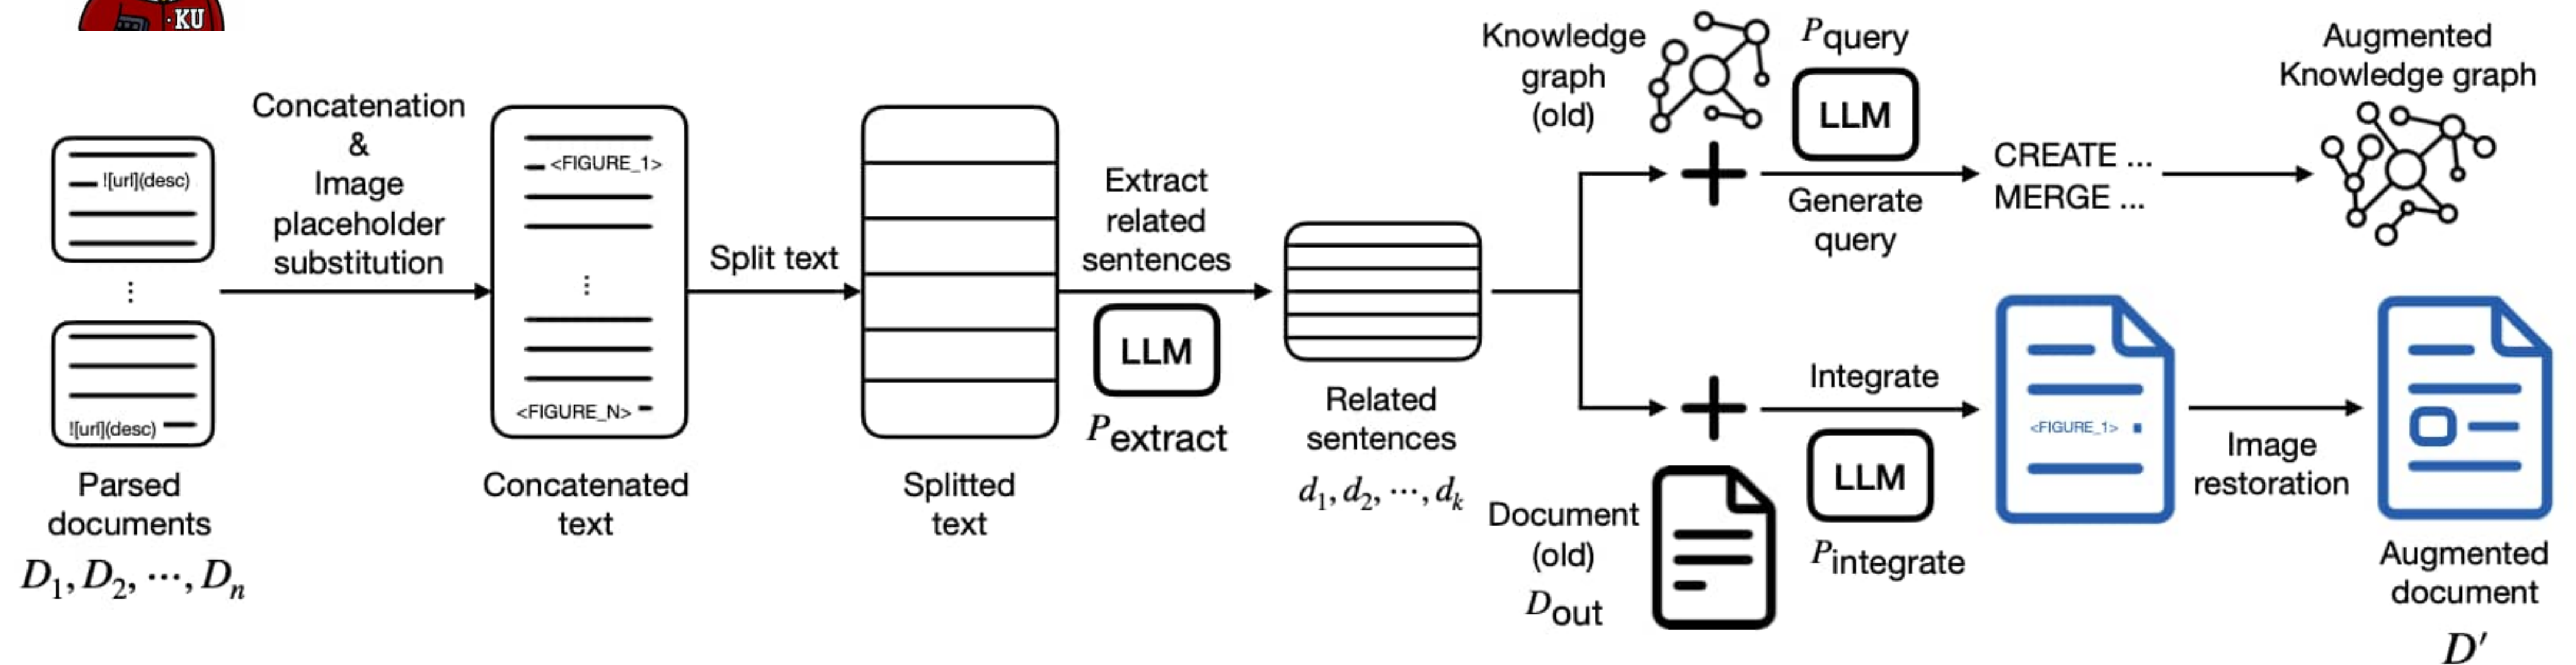 ·KU
![url](desc)
⋮
![url](desc)
Parsed
documents
D1, D2, ⋯, Dn
Concatenation
&
Image
placeholder
substitution
<FIGURE_1>
⋮
<FIGURE_N>
Concatenated
text
Split text
Splitted
text
Extract
related
sentences
LLM
Pextract
Related
sentences
d1, d2, ⋯, dk
Knowledge
graph
(old)
+
Pquery
LLM
Generate
query
CREATE ...
MERGE ...
Augmented
Knowledge graph
Document
(old)
Dout
+
Integrate
LLM
Pintegrate
<FIGURE_1>
Image
restoration
Augmented
document
D′